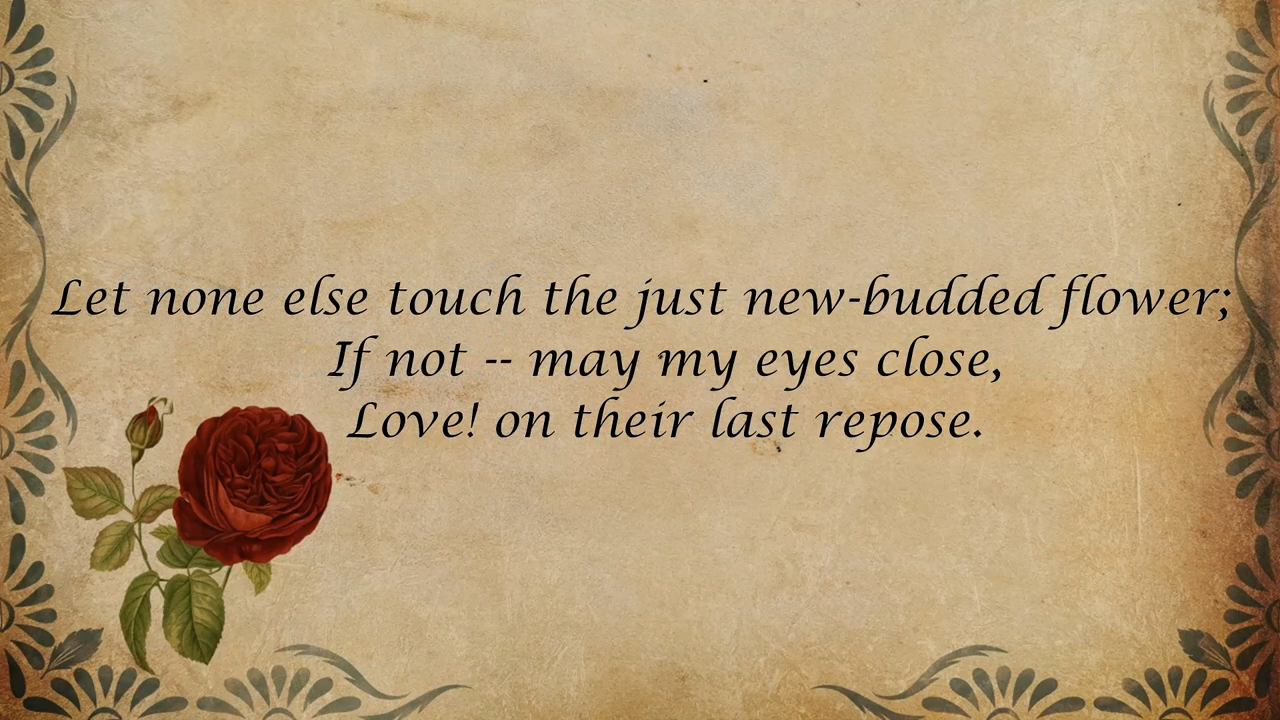 Let none else touch the just new-budded flower;
If not -- may my eyes close,
Love! on their last repose.